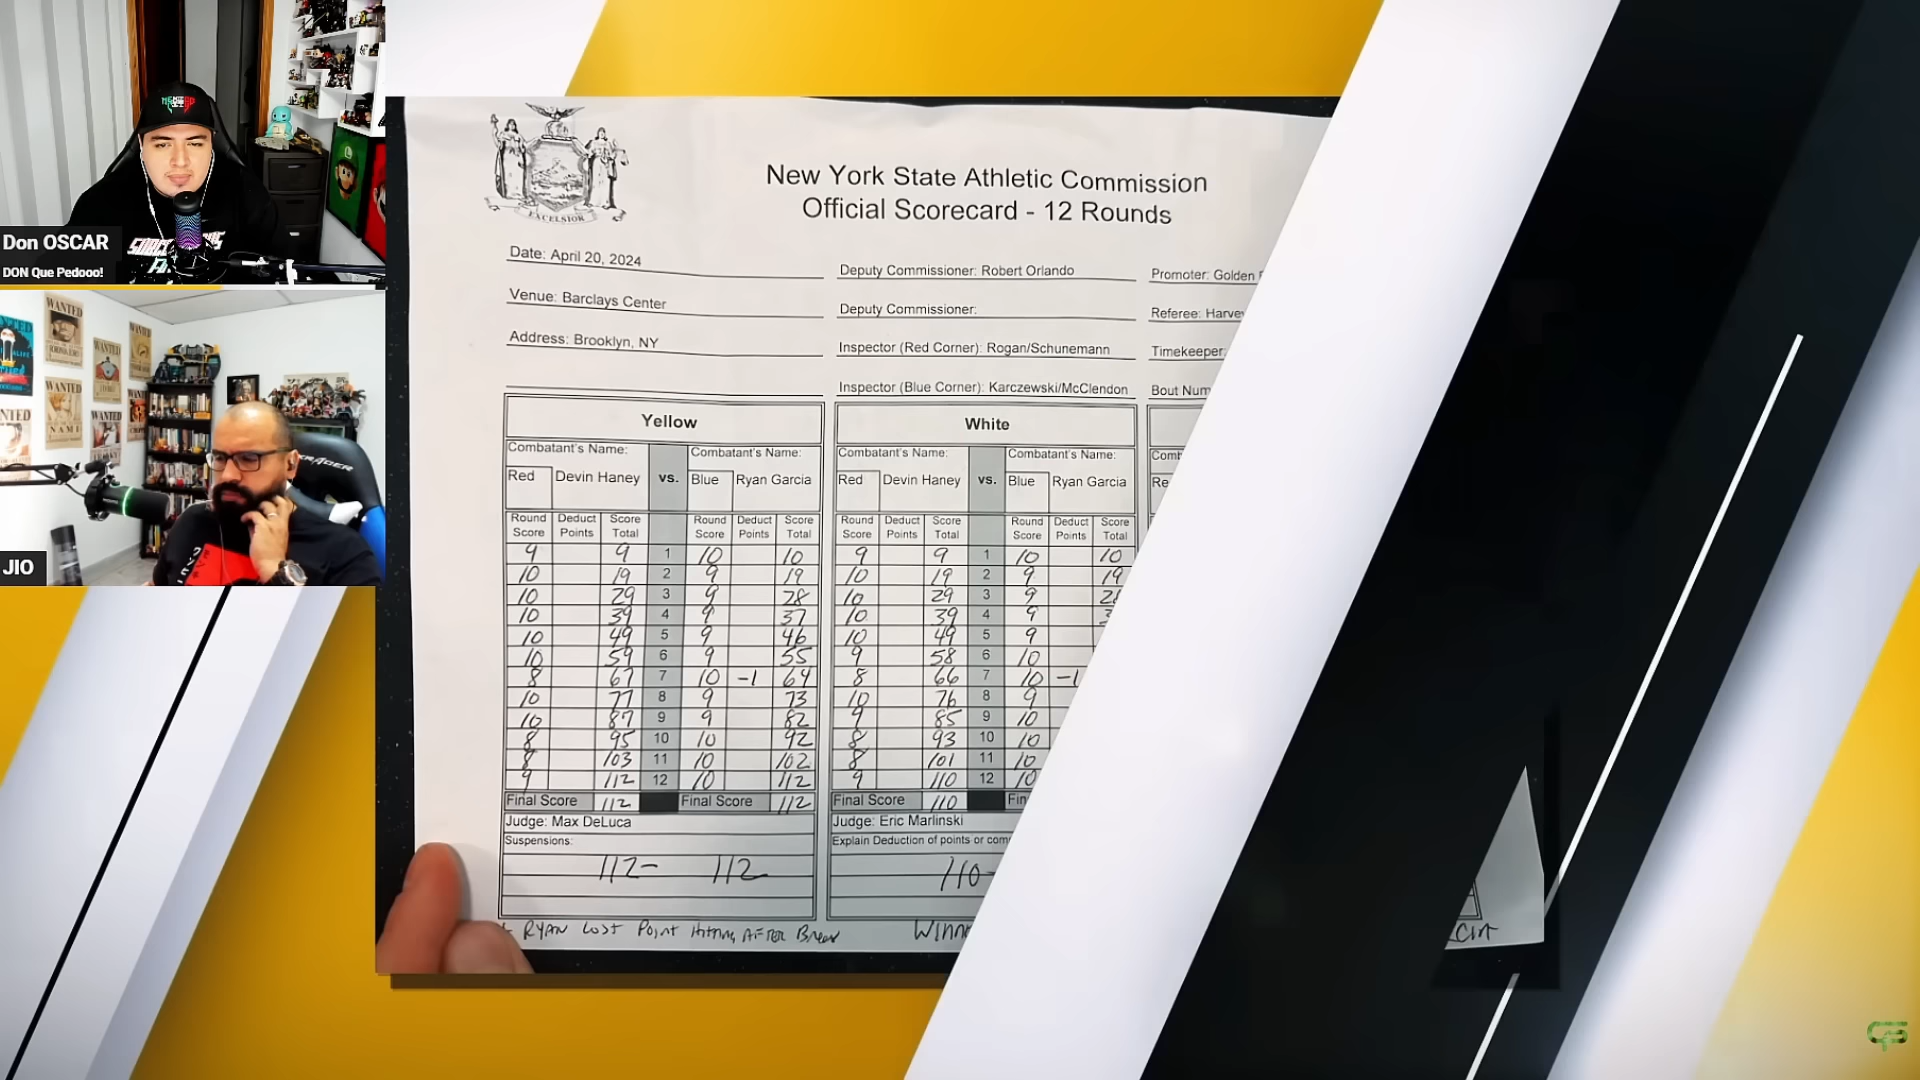 Don OSCAR
DON Que Pedooo!
JIO
WANTED
WANTED
WANTED
WANTED
WANTED
NAME
EXCELSIOR
New York State Athletic Commission
Official Scorecard - 12 Rounds
Date: April 20, 2024
Deputy Commissioner: Robert Orlando
Promoter: Golden
Venue: Barclays Center
Deputy Commissioner:
Referee: Harve
Address: Brooklyn, NY
Inspector (Red Corner): Rogan/Schunemann
Timekeeper:
Inspector (Blue Corner): Karczewski/McClendon
Bout Num
Yellow
White
Combatant's Name: Combatant's Name: Combatant's Name: Combatant's Name: Comb
Red Devin Haney vs. Blue Ryan Garcia Red Devin Haney vs. Blue Ryan Garcia Re
Round Score Deduct Points Score Total Round Score Deduct Points Score Total Round Score Deduct Points Score Total Round Score Deduct Points Score Total
9 9 1 10 10 9 9 1 10 10
10 19 2 9 19 10 19 2 9 19
10 29 3 9 28 10 29 3 9
10 39 4 9 37 10 39 4 9
10 49 5 9 46 10 49 5 9
10 59 6 9 55 9 58 6 10
8 67 7 10 -1 64 8 66 7 10 -1
10 77 8 9 73 10 76 8 9
10 87 9 9 82 9 85 9 10
8 95 10 10 92 8 93 10 10
8 103 11 10 102 8 101 11 10
9 112 12 10 112 9 110 12 10
Final Score 112 Final Score 112 Final Score 110 Fin
Judge: Max DeLuca
Judge: Eric Marlinski
Suspensions:
Explain Deduction of points or com
112- 112
110-
RYAN LOST POINT Hitting AFTER Break
WINN